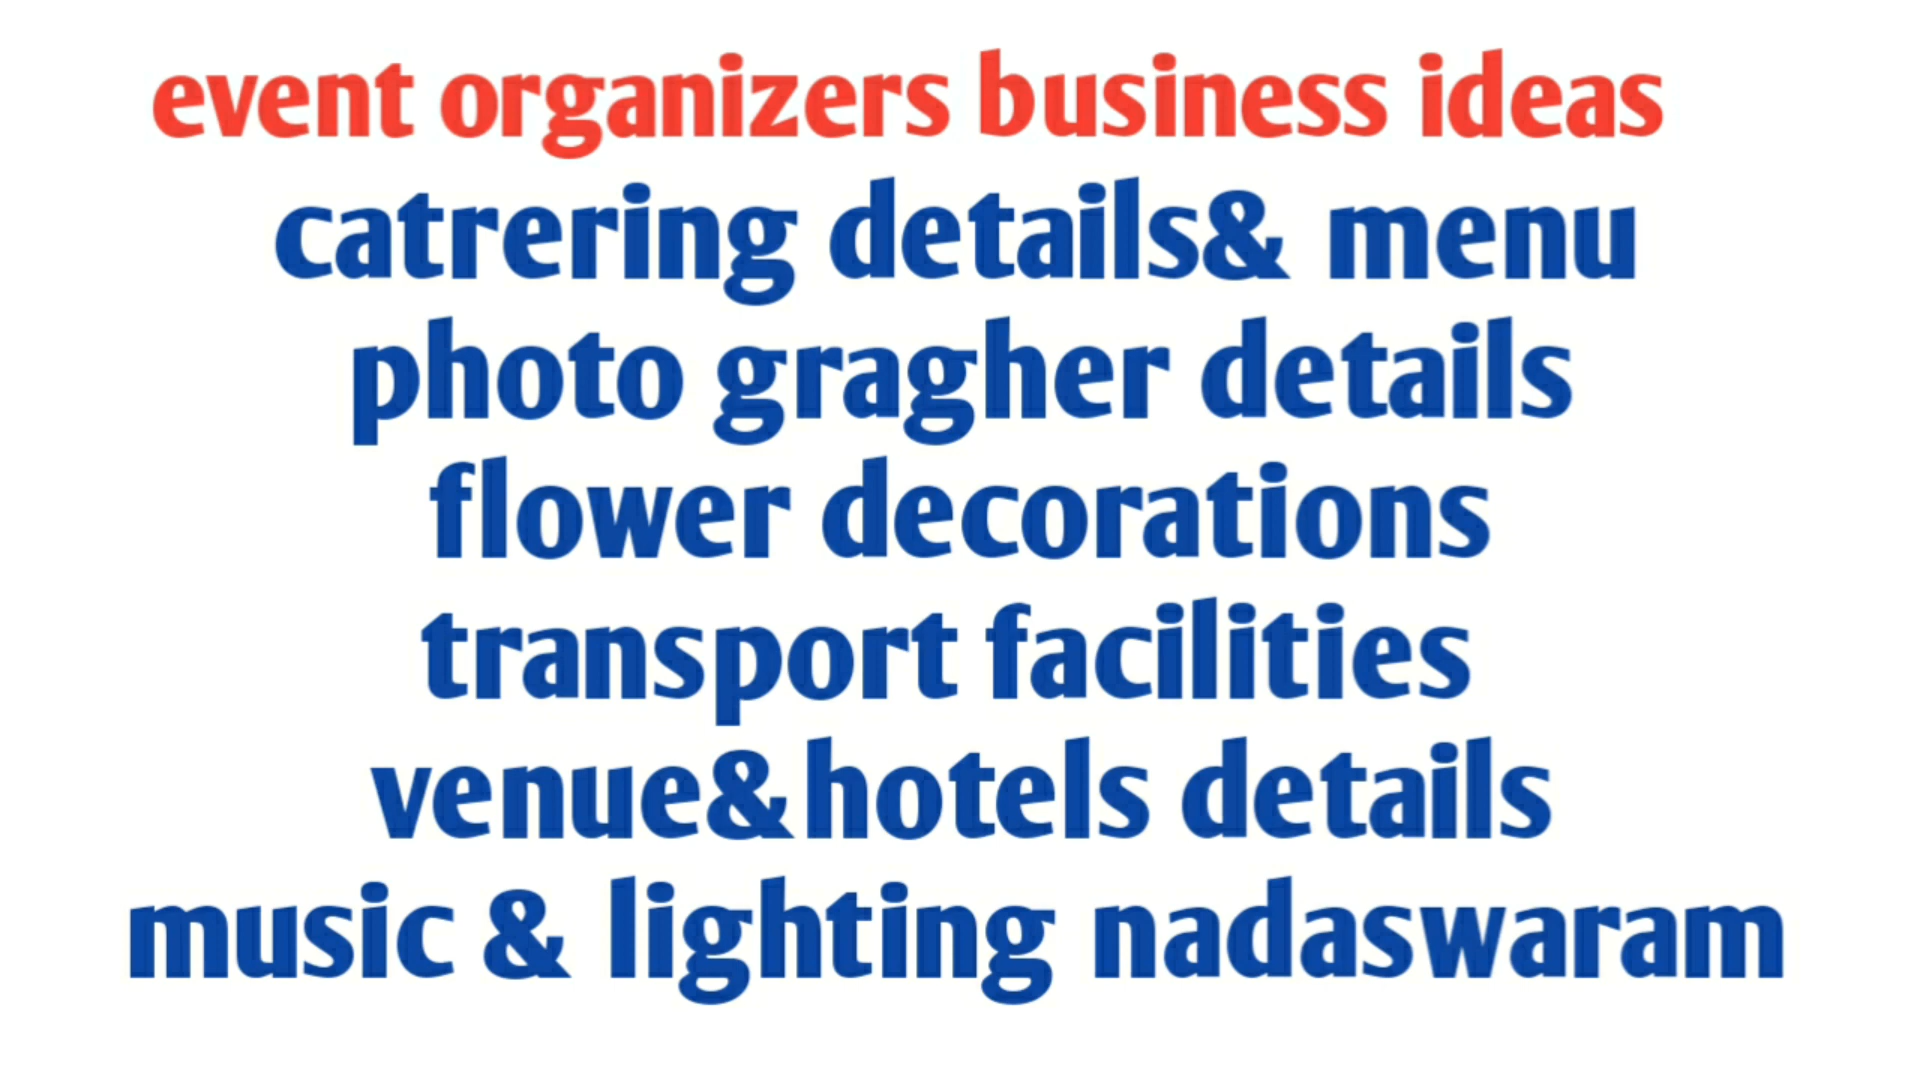 event organizers business ideas
catrering details& menu
photo gragher details
flower decorations
transport facilities
venue&hotels details
music & lighting nadaswaram